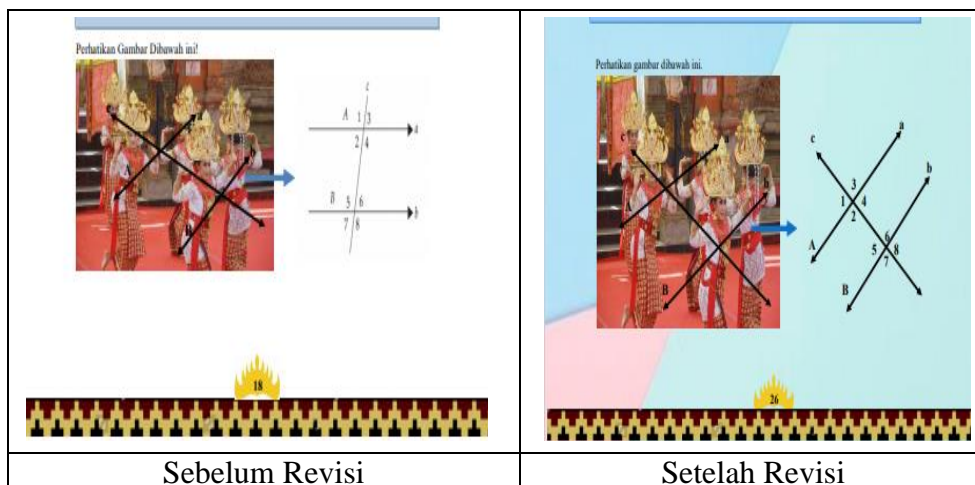 Perhatikan Gambar Dibawah ini!
c
A 1 3
a
2 4
B 5 6
b
7 8
B
18
Sebelum Revisi
Perhatikan gambar dibawah ini.
c
B
c
a
b
3
1 4
2
A
6
5 8
7
B
26
Setelah Revisi